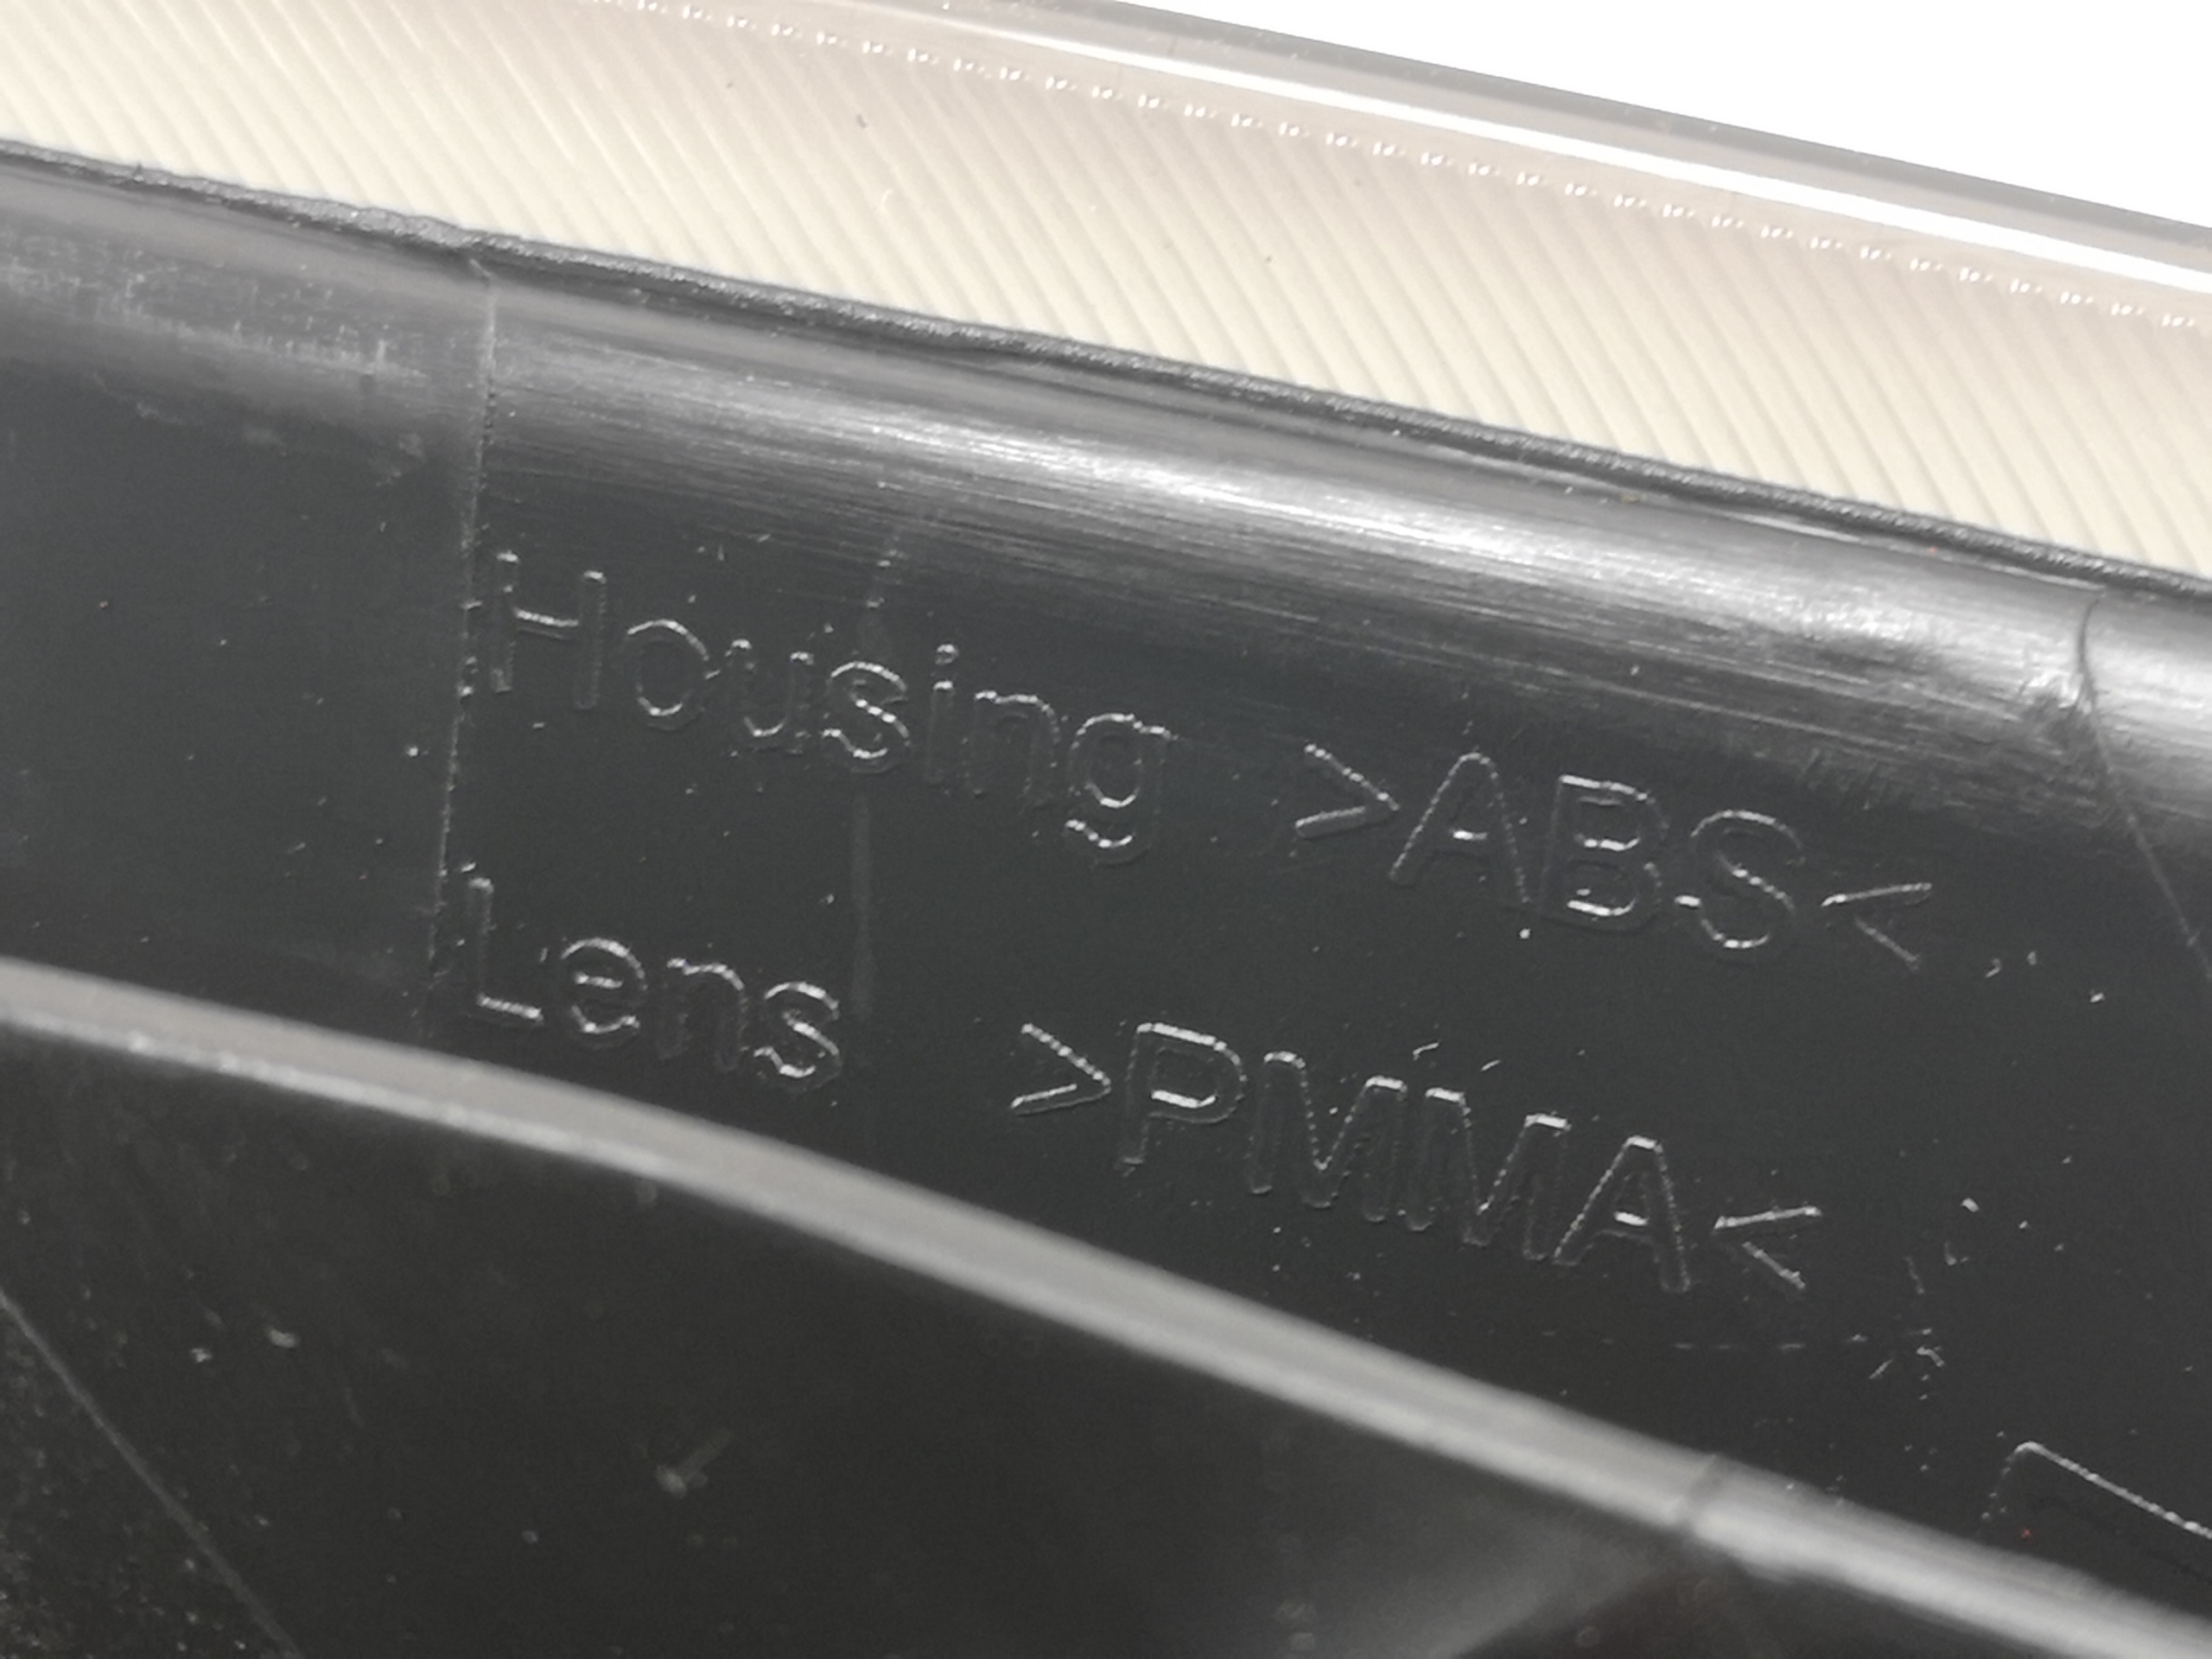 Housing >ABS<
Lens >PMMA<